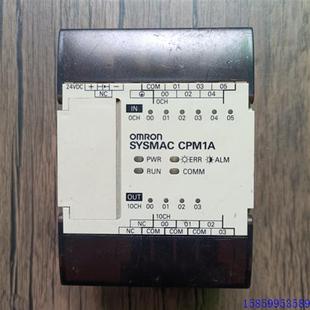 24VDC + - NC COM 01 03 05
00 02 04
0CH
IN
0CH 00 01 02 03 04 05
OMRON
SYSMAC CPM1A
PWR ERR ALM
RUN COMM
OUT
10CH 00 01 02 03
10CH
NC 00 01 03
NC COM COM COM 02
15859953589